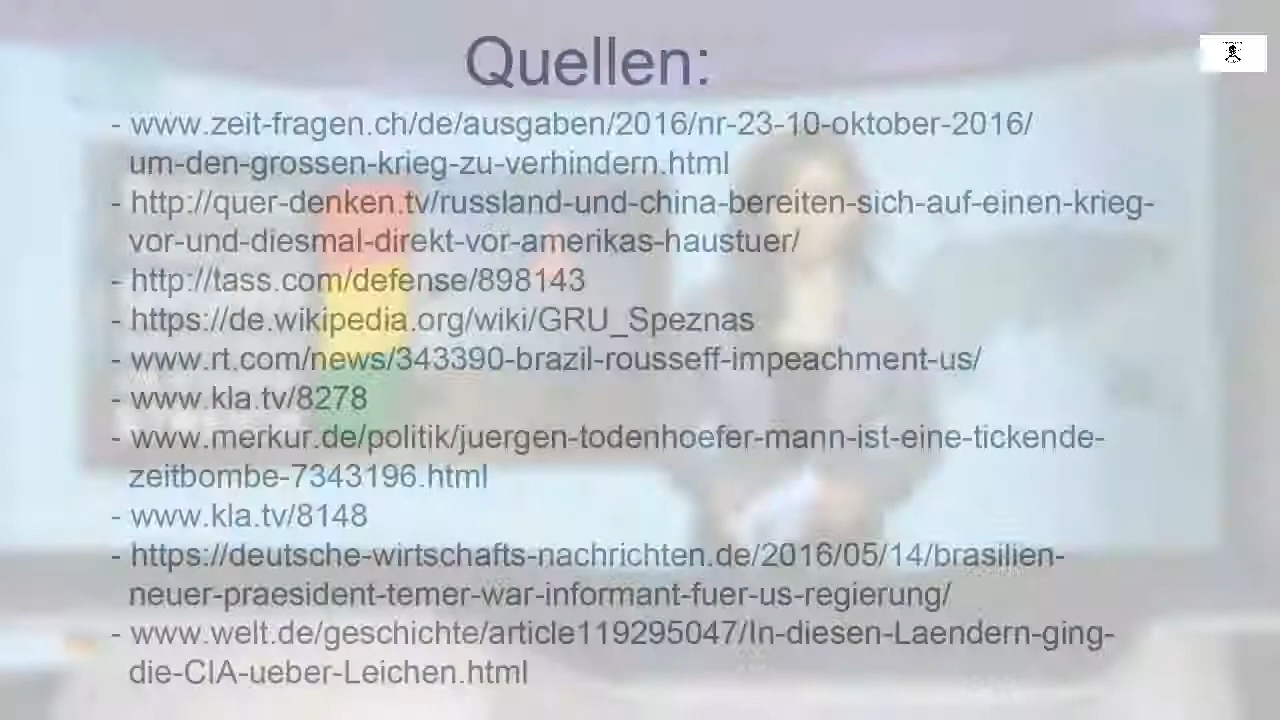 Quellen:
- www.zeit-fragen.ch/de/ausgaben/2016/nr-23-10-oktober-2016/
um-den-grossen-krieg-zu-verhindern.html
- http://quer-denken.tv/russland-und-china-bereiten-sich-auf-einen-krieg-
vor-und-diesmal-direkt-vor-amerikas-haustuer/
- http://tass.com/defense/898143
- https://de.wikipedia.org/wiki/GRU_Speznas
- www.rt.com/news/343390-brazil-rousseff-impeachment-us/
- www.kla.tv/8278
- www.merkur.de/politik/juergen-todenhoefer-mann-ist-eine-tickende-
zeitbombe-7343196.html
- www.kla.tv/8148
- https://deutsche-wirtschafts-nachrichten.de/2016/05/14/brasilien-
neuer-praesident-temer-war-informant-fuer-us-regierung/
- www.welt.de/geschichte/article119295047/In-diesen-Laendern-ging-
die-CIA-ueber-Leichen.html